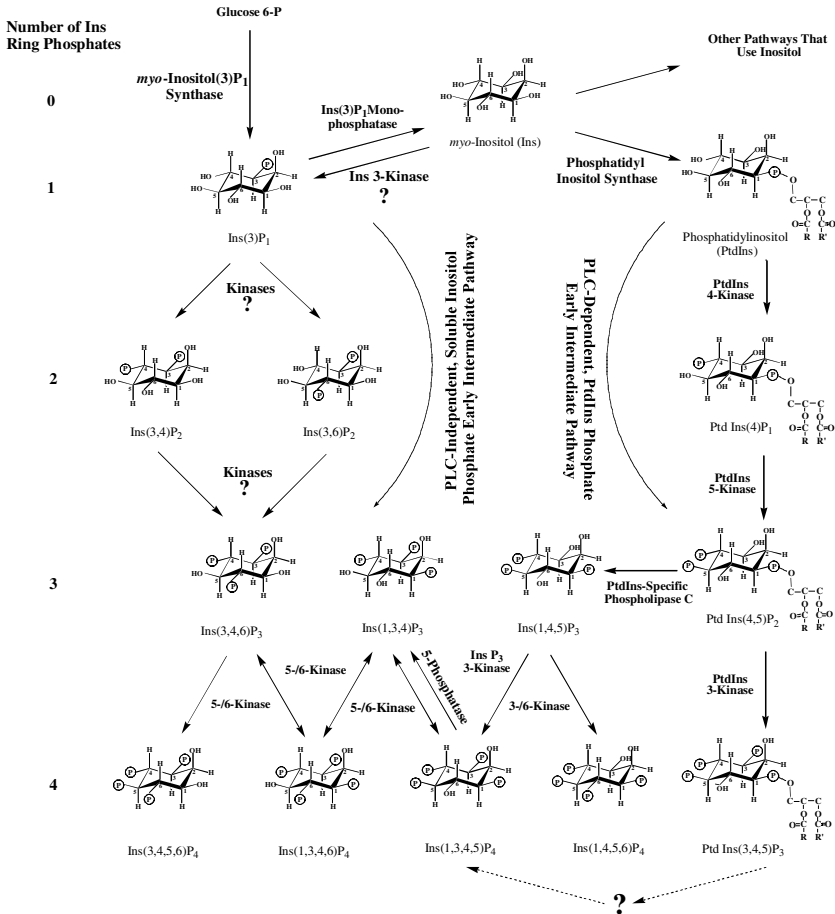 Number of Ins
Ring Phosphates
Glucose 6-P
myo-Inositol(3)P1
Synthase
0
Ins(3)P1Mono-
phosphatase
myo-Inositol (Ins)
Other Pathways That
Use Inositol
Ins 3-Kinase
?
Phosphatidyl
Inositol Synthase
1
Ins(3)P1
Phosphatidylinositol
(PtdIns)
Kinases
?
PLC-Independent, Soluble Inositol
Phosphate Early Intermediate Pathway
PLC-Dependent, PtdIns Phosphate
Early Intermediate Pathway
PtdIns
4-Kinase
2
Ins(3,4)P2
Ins(3,6)P2
Ptd Ins(4)P1
Kinases
?
PtdIns
5-Kinase
3
PtdIns-Specific
Phospholipase C
Ins(3,4,6)P3
Ins(1,3,4)P3
Ins(1,4,5)P3
Ptd Ins(4,5)P2
5-/6-Kinase
5-/6-Kinase
5-/6-Kinase
5-Phosphatase
Ins P3
3-Kinase
3-/6-Kinase
PtdIns
3-Kinase
4
Ins(3,4,5,6)P4
Ins(1,3,4,6)P4
Ins(1,3,4,5)P4
Ins(1,4,5,6)P4
Ptd Ins(3,4,5)P3
?